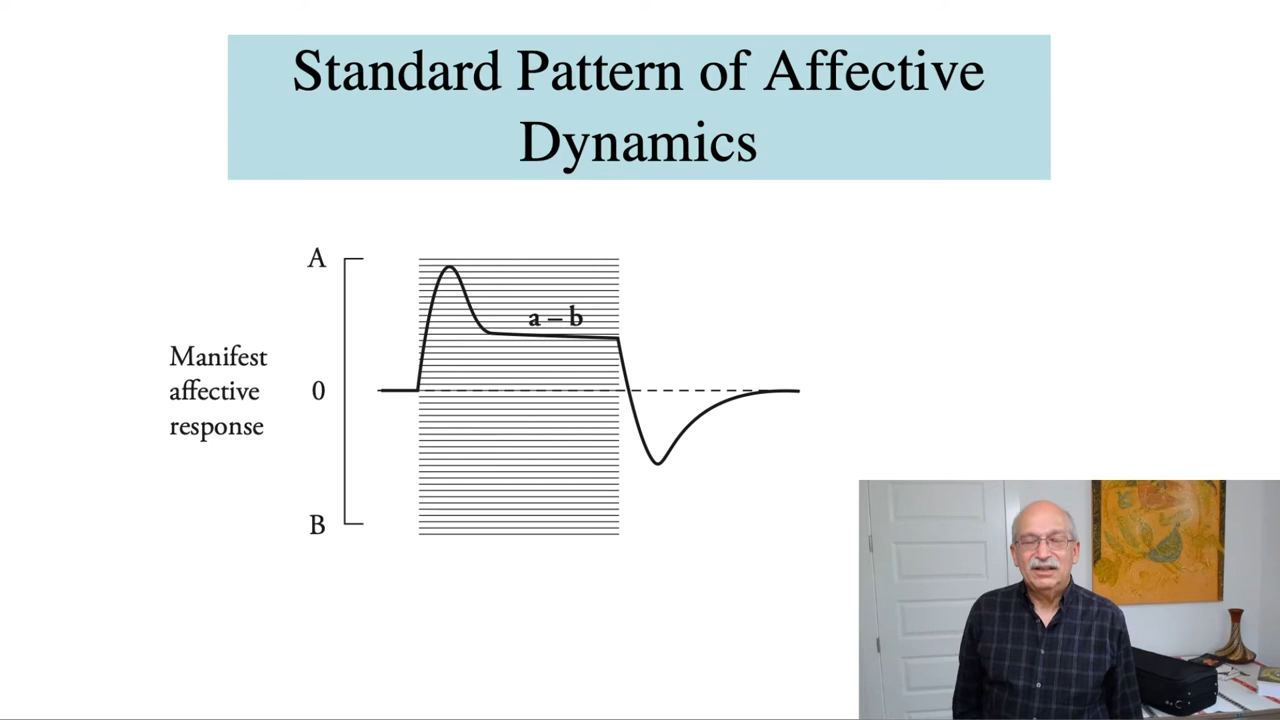 Standard Pattern of Affective
Dynamics
A
a – b
Manifest
affective
response
0
B